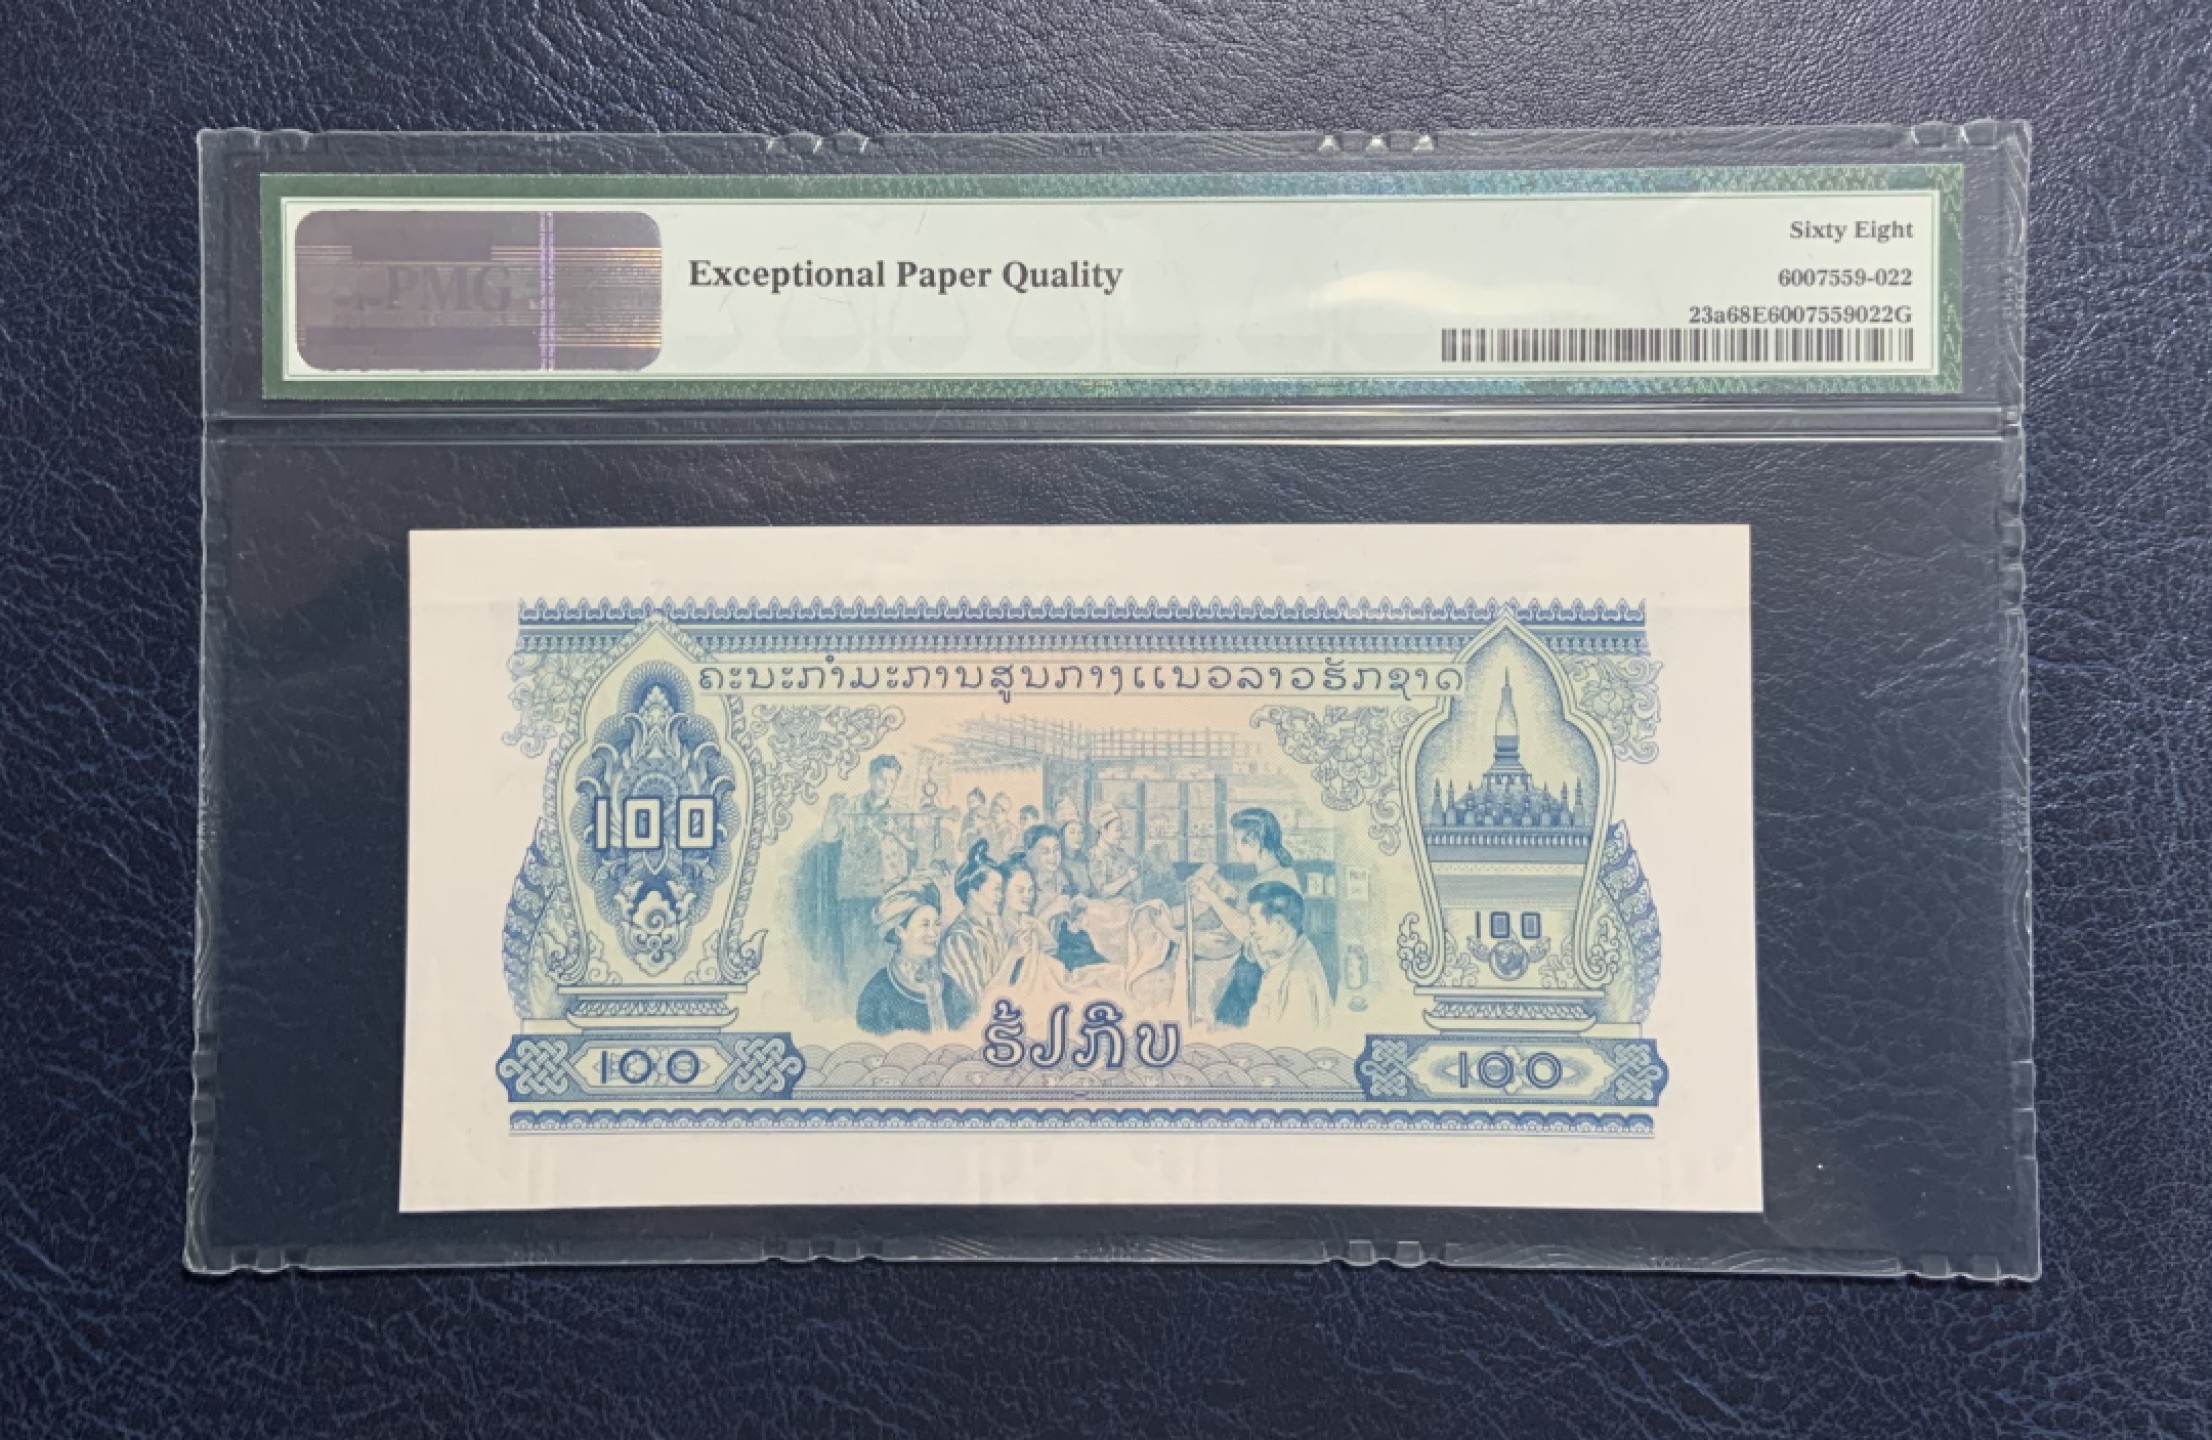 PMG
Exceptional Paper Quality
Sixty Eight
6007559-022
23a68E6007559022G
ຄະນະກຳມະການສູນກາງແນວລາວຮັກຊາດ
100
100
ຮ້ອຍກີບ
100
100